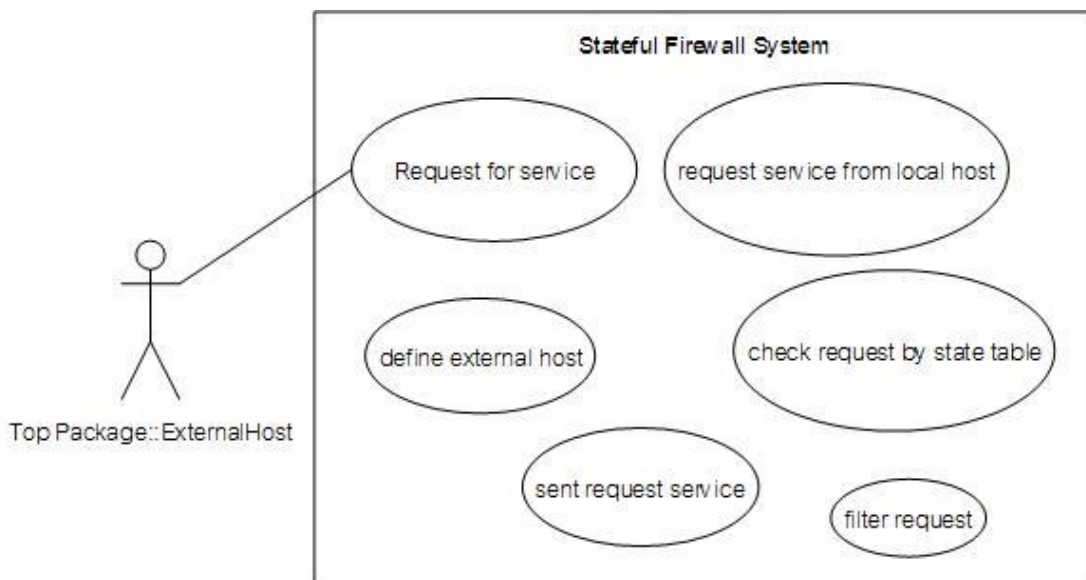 Stateful Firewall System
Request for service
request service from local host
define external host
check request by state table
Top Package::ExternalHost
sent request service
filter request